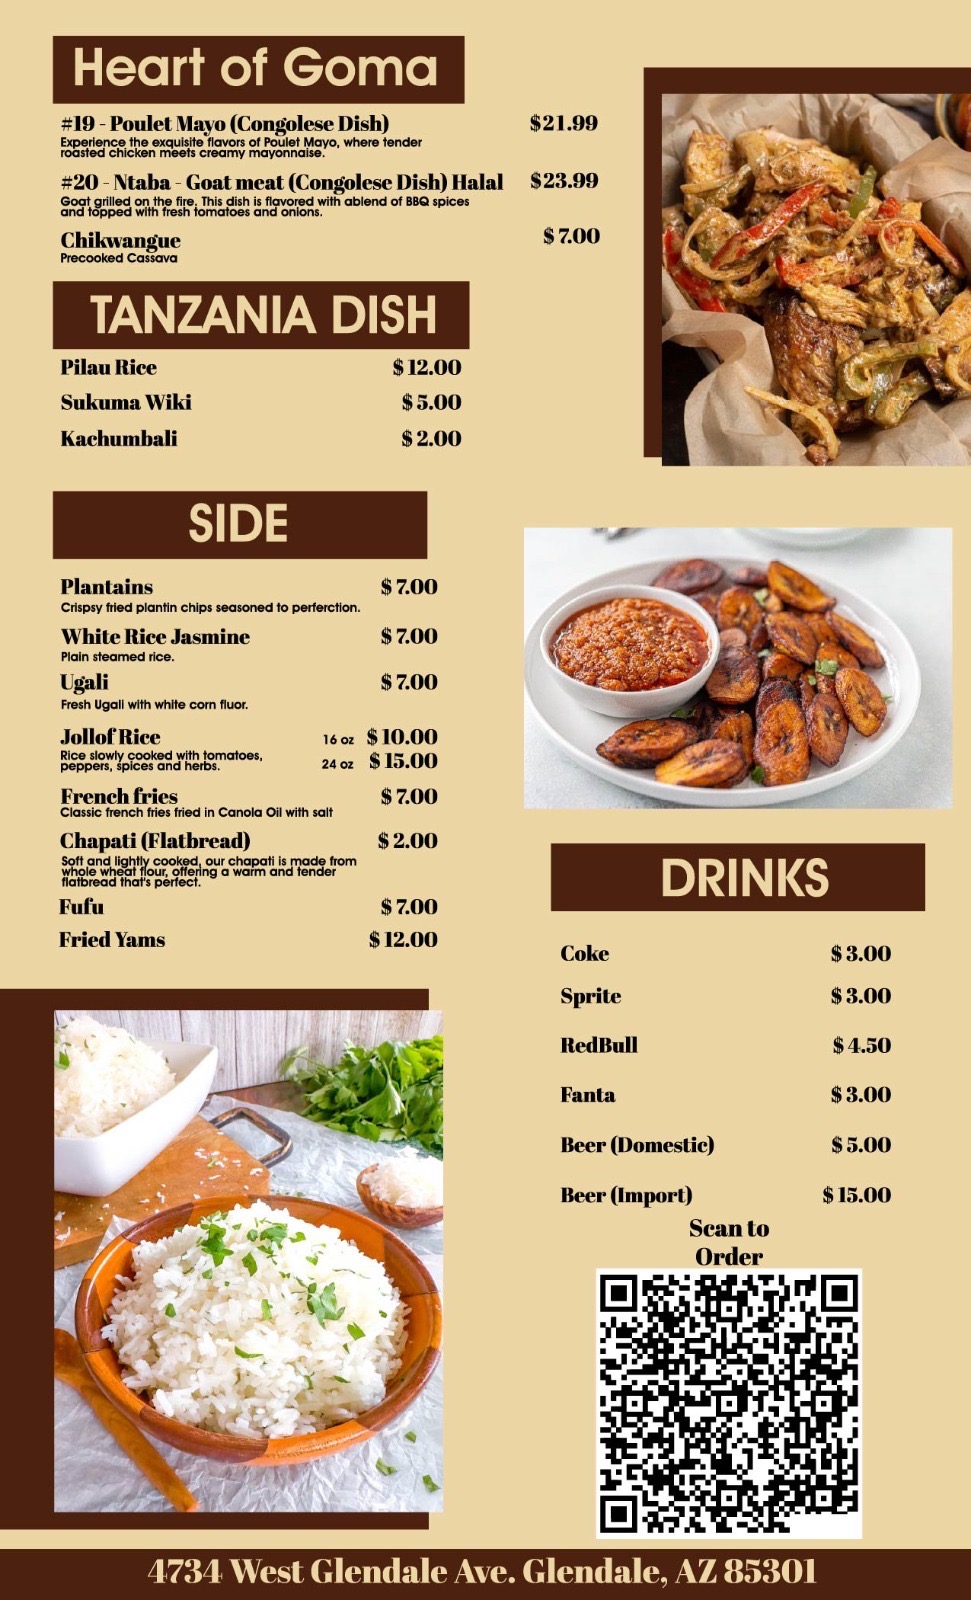 Heart of Goma
#19 - Poulet Mayo (Congolese Dish) $21.99
Experience the exquisite flavors of Poulet Mayo, where tender
roasted chicken meets creamy mayonnaise.
#20 - Ntaba - Goat meat (Congolese Dish) Halal $23.99
Goat grilled on the fire. This dish is flavored with ablend of BBQ spices
and topped with fresh tomatoes and onions.
Chikwangue $ 7.00
Precooked Cassava
TANZANIA DISH
Pilau Rice $ 12.00
Sukuma Wiki $ 5.00
Kachumbali $ 2.00
SIDE
Plantains $ 7.00
Crispsy fried plantin chips seasoned to perferction.
White Rice Jasmine $ 7.00
Plain steamed rice.
Ugali $ 7.00
Fresh Ugali with white corn fluor.
Jollof Rice 16 oz $ 10.00
Rice slowly cooked with tomatoes,
peppers, spices and herbs. 24 oz $ 15.00
French fries $ 7.00
Classic french fries fried in Canola Oil with salt
Chapati (Flatbread) $ 2.00
Soft and lightly cooked, our chapati is made from
whole wheat flour, offering a warm and tender
flatbread that's perfect.
Fufu $ 7.00
Fried Yams $ 12.00
DRINKS
Coke $ 3.00
Sprite $ 3.00
RedBull $ 4.50
Fanta $ 3.00
Beer (Domestic) $ 5.00
Beer (Import) $ 15.00
Scan to
Order
4734 West Glendale Ave. Glendale, AZ 85301